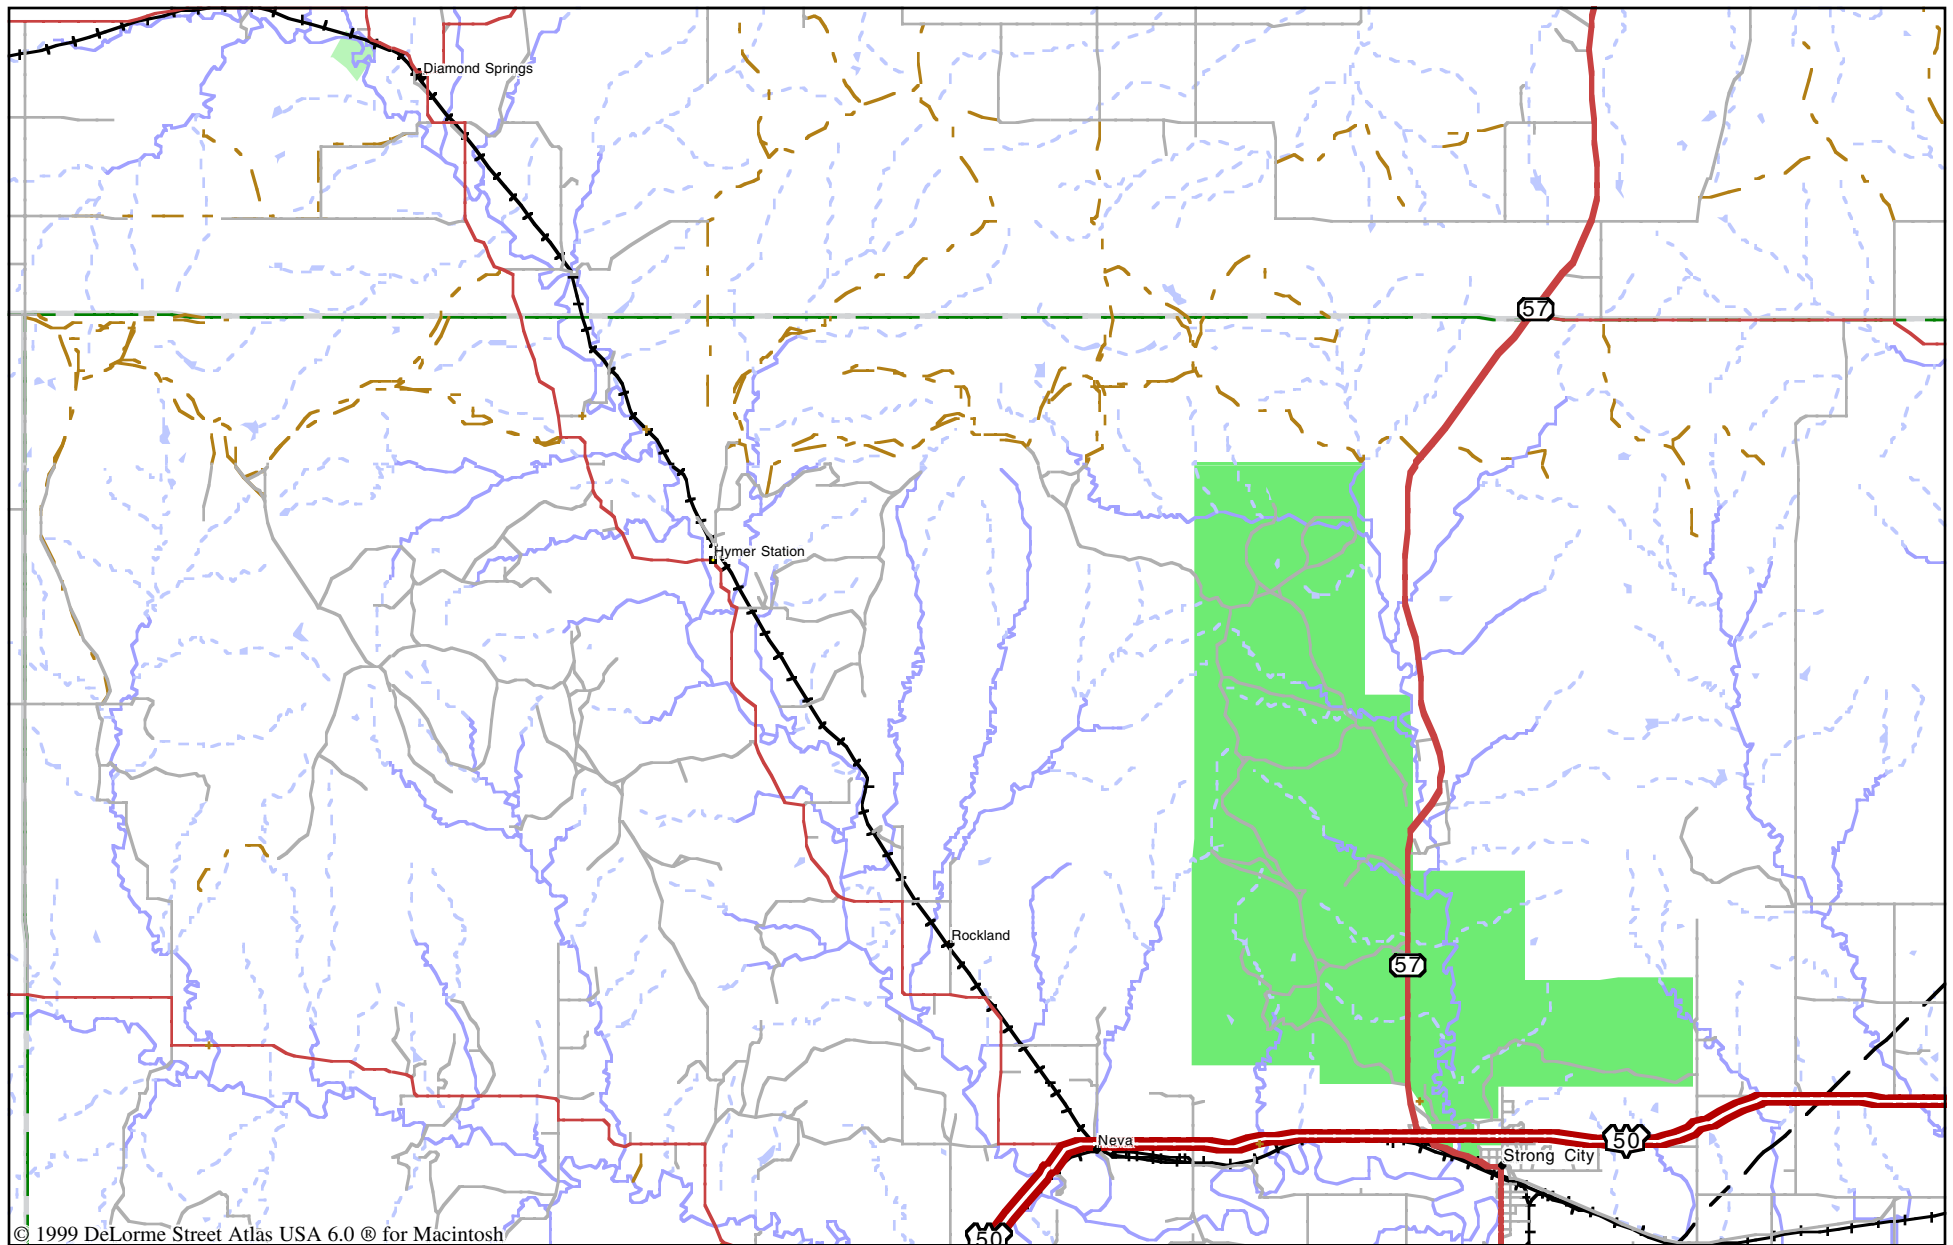 Diamond Springs
57
Hymer Station
Rockland
57
Neva
50
Strong City
50
© 1999 DeLorme Street Atlas USA 6.0 ® for Macintosh